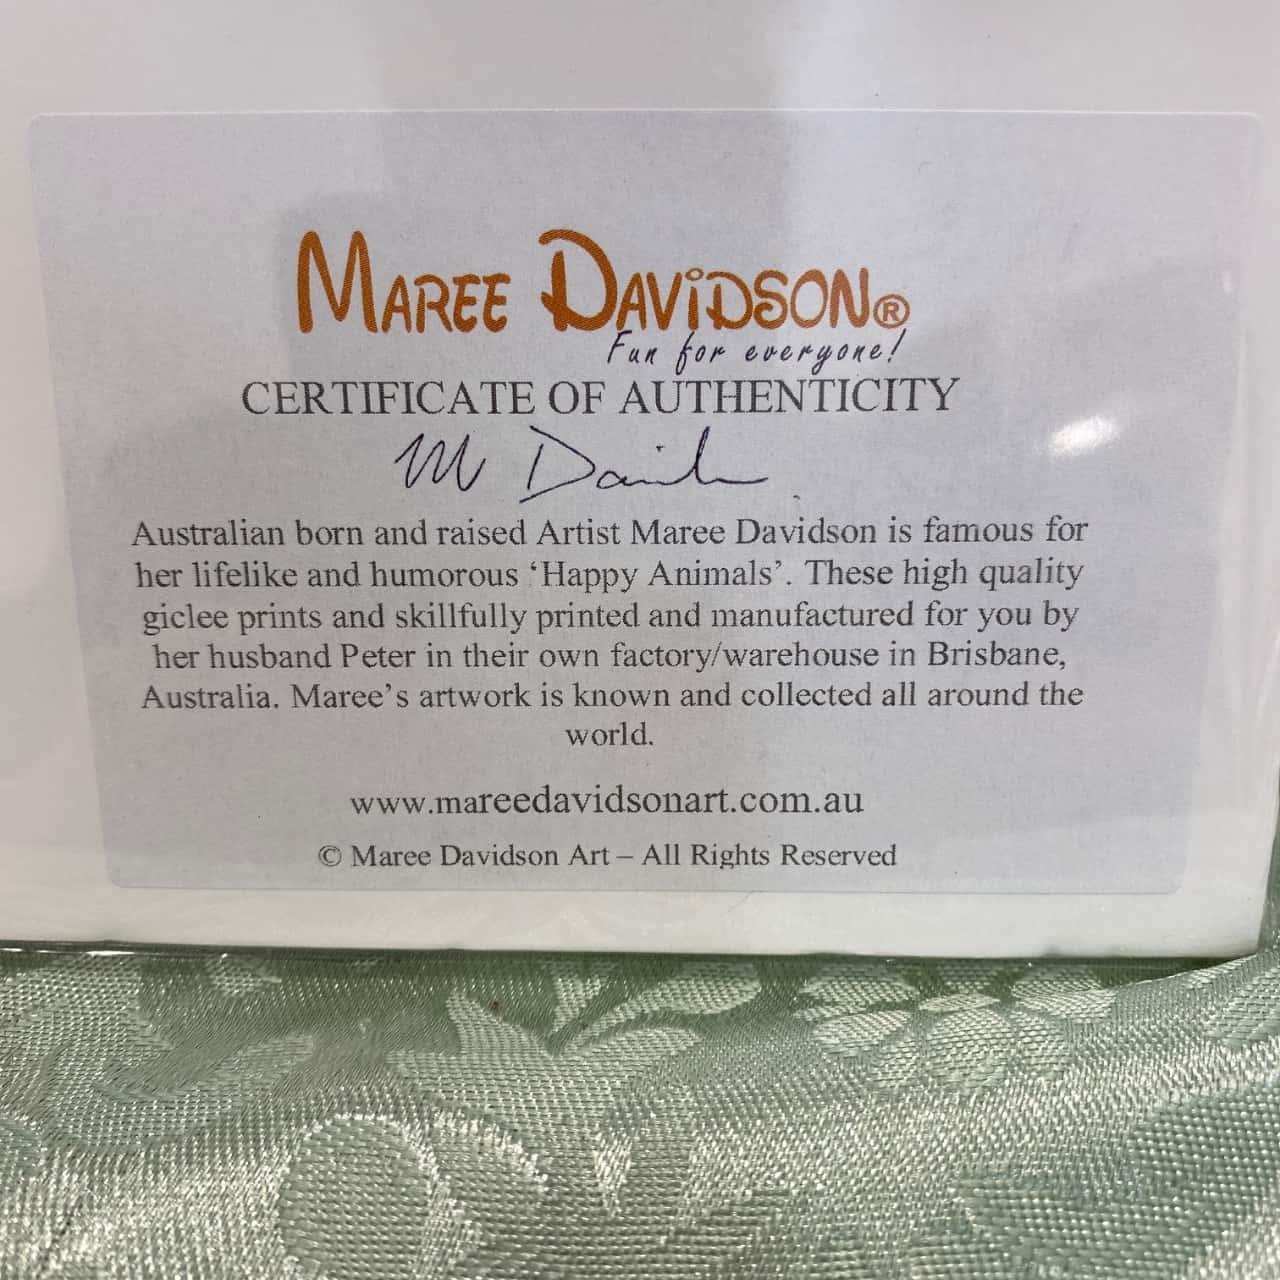 MAREE DAVIDSON®
Fun for everyone!
CERTIFICATE OF AUTHENTICITY
Australian born and raised Artist Maree Davidson is famous for
her lifelike and humorous ‘Happy Animals’. These high quality
giclee prints and skillfully printed and manufactured for you by
her husband Peter in their own factory/warehouse in Brisbane,
Australia. Maree’s artwork is known and collected all around the
world.
www.mareedavidsonart.com.au
© Maree Davidson Art – All Rights Reserved